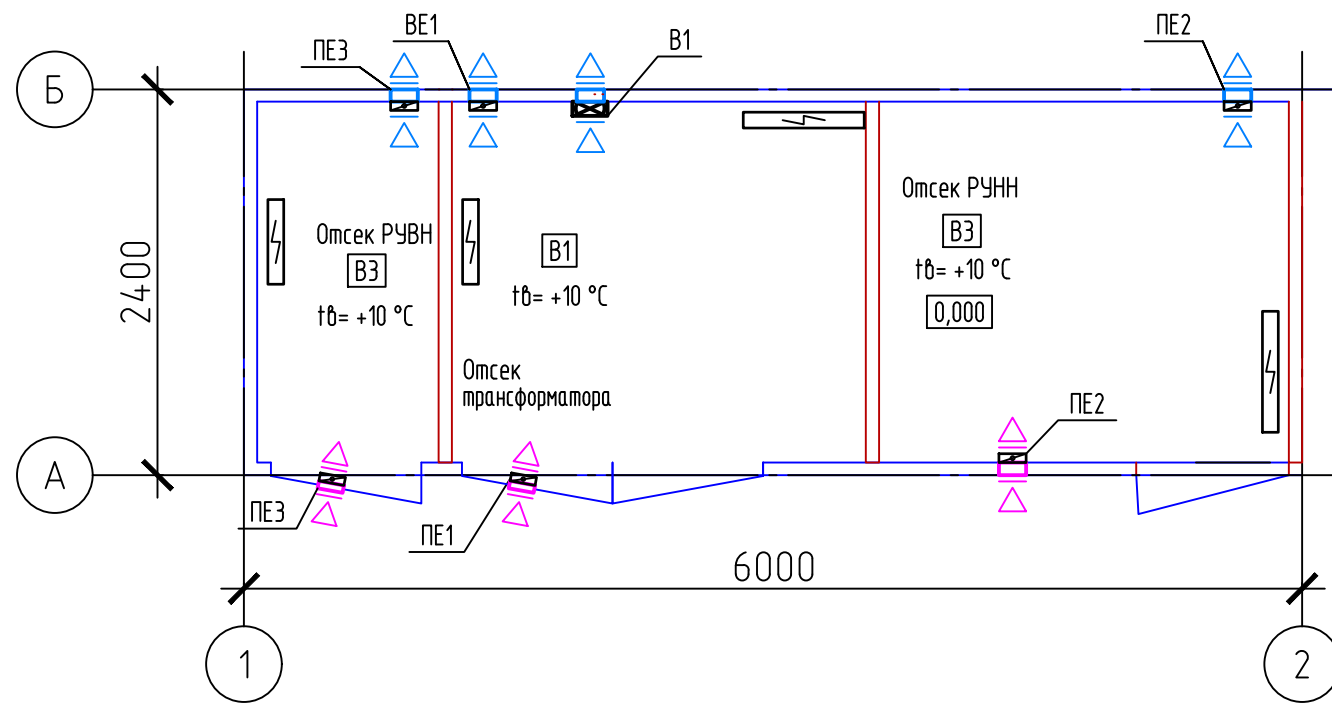 ПЕ3
ВЕ1
В1
ПЕ2
Б
2400
Отсек РУВН
В3
tв= +10 °C
В1
tв= +10 °C
Отсек
трансформатора
Отсек РУНН
В3
tв= +10 °C
0,000
ПЕ2
А
ПЕ3
ПЕ1
6000
1
2